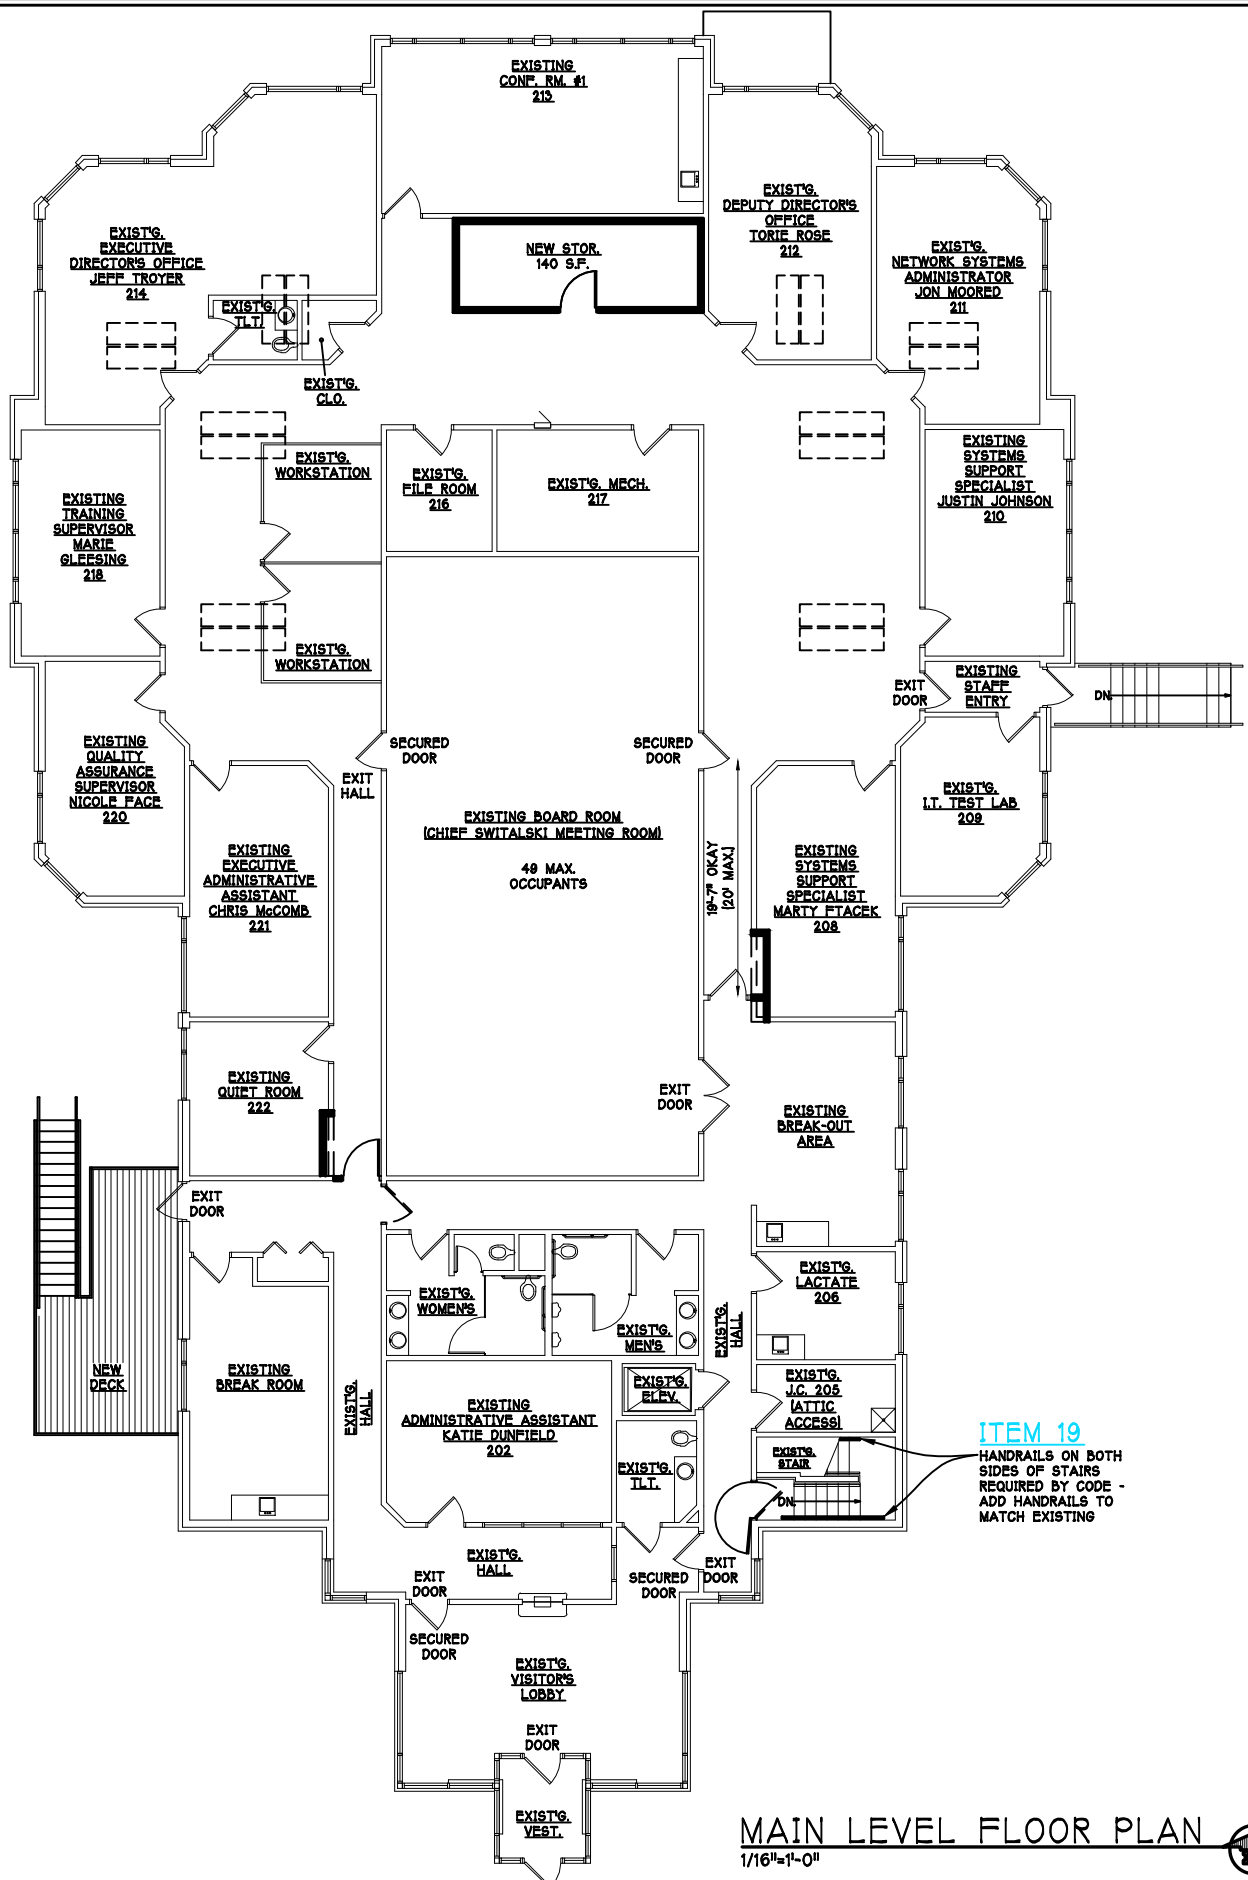 EXISTING
CONF. RM. #1
213
EXIST'G.
DEPUTY DIRECTOR'S
OFFICE
TORIE ROSE
212
EXIST'G.
EXECUTIVE
DIRECTOR'S OFFICE
JEFF TROYER
214
NEW STOR.
140 S.F.
EXIST'G.
NETWORK SYSTEMS
ADMINISTRATOR
JON MOORED
211
EXIST'G.
TLT.
EXIST'G.
CLO.
EXIST'G.
WORKSTATION
EXIST'G.
FILE ROOM
216
EXIST'G. MECH.
217
EXISTING
SYSTEMS
SUPPORT
SPECIALIST
JUSTIN JOHNSON
210
EXISTING
TRAINING
SUPERVISOR
MARIE
GLEESING
218
EXIST'G.
WORKSTATION
EXIT
DOOR
EXISTING
STAFF
ENTRY
DN.
EXISTING
QUALITY
ASSURANCE
SUPERVISOR
NICOLE FACE
220
SECURED
DOOR
SECURED
DOOR
EXIT
HALL
EXIST'G.
I.T. TEST LAB
209
EXISTING BOARD ROOM
(CHIEF SWITALSKI MEETING ROOM)
49 MAX.
OCCUPANTS
19'-7" OKAY
(20' MAX.)
EXISTING
EXECUTIVE
ADMINISTRATIVE
ASSISTANT
CHRIS McCOMB
221
EXISTING
SYSTEMS
SUPPORT
SPECIALIST
MARTY FTACEK
208
EXISTING
QUIET ROOM
222
EXIT
DOOR
EXISTING
BREAK-OUT
AREA
EXIT
DOOR
EXIST'G.
WOMEN'S
EXIST'G.
MEN'S
EXIST'G.
HALL
EXIST'G.
LACTATE
206
NEW
DECK
EXISTING
BREAK ROOM
EXIST'G.
HALL
EXIST'G.
ELEV.
EXIST'G.
J.C. 205
(ATTIC
ACCESS)
EXISTING
ADMINISTRATIVE ASSISTANT
KATIE DUNFIELD
202
EXIST'G.
TLT.
EXIST'G.
STAIR
DN.
ITEM 19
HANDRAILS ON BOTH
SIDES OF STAIRS
REQUIRED BY CODE -
ADD HANDRAILS TO
MATCH EXISTING
EXIST'G.
HALL
EXIT
DOOR
SECURED
DOOR
EXIT
DOOR
SECURED
DOOR
EXIST'G.
VISITOR'S
LOBBY
EXIT
DOOR
EXIST'G.
VEST.
MAIN LEVEL FLOOR PLAN
1/16"=1'-0"